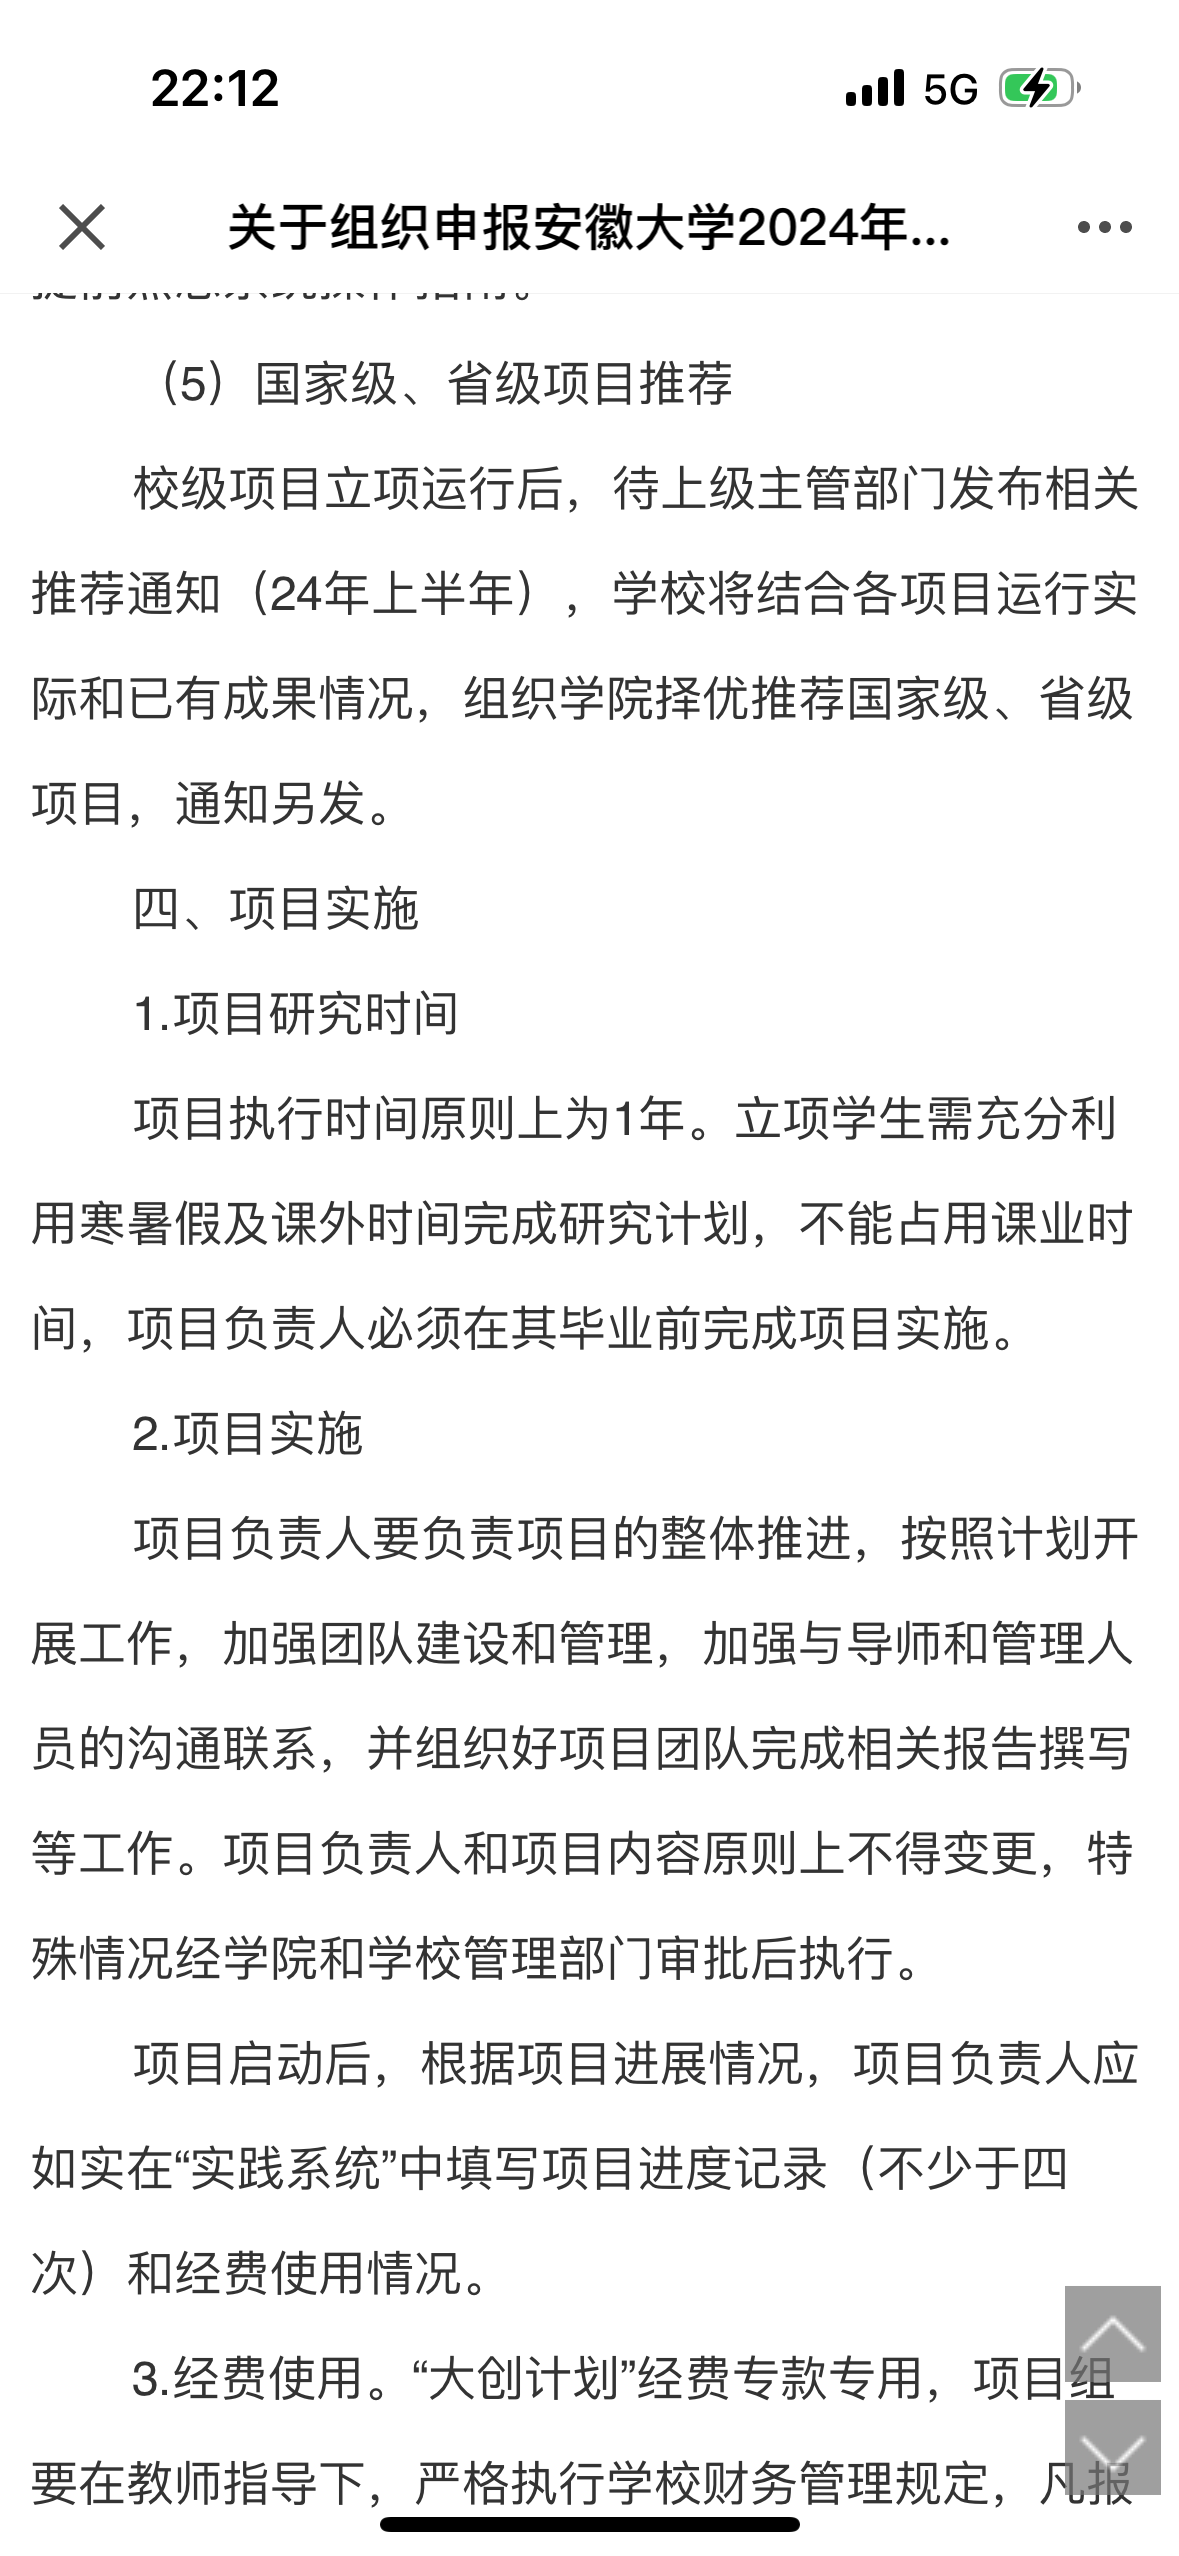 22:12
5G
关于组织申报安徽大学2024年...
（5）国家级、省级项目推荐
校级项目立项运行后，待上级主管部门发布相关
推荐通知（24年上半年），学校将结合各项目运行实
际和已有成果情况，组织学院择优推荐国家级、省级
项目，通知另发。
四、项目实施
1.项目研究时间
项目执行时间原则上为1年。立项学生需充分利
用寒暑假及课外时间完成研究计划，不能占用课业时
间，项目负责人必须在其毕业前完成项目实施。
2.项目实施
项目负责人要负责项目的整体推进，按照计划开
展工作，加强团队建设和管理，加强与导师和管理人
员的沟通联系，并组织好项目团队完成相关报告撰写
等工作。项目负责人和项目内容原则上不得变更，特
殊情况经学院和学校管理部门审批后执行。
项目启动后，根据项目进展情况，项目负责人应
如实在“实践系统”中填写项目进度记录（不少于四
次）和经费使用情况。
3.经费使用。“大创计划”经费专款专用，项目组
要在教师指导下，严格执行学校财务管理规定，凡报